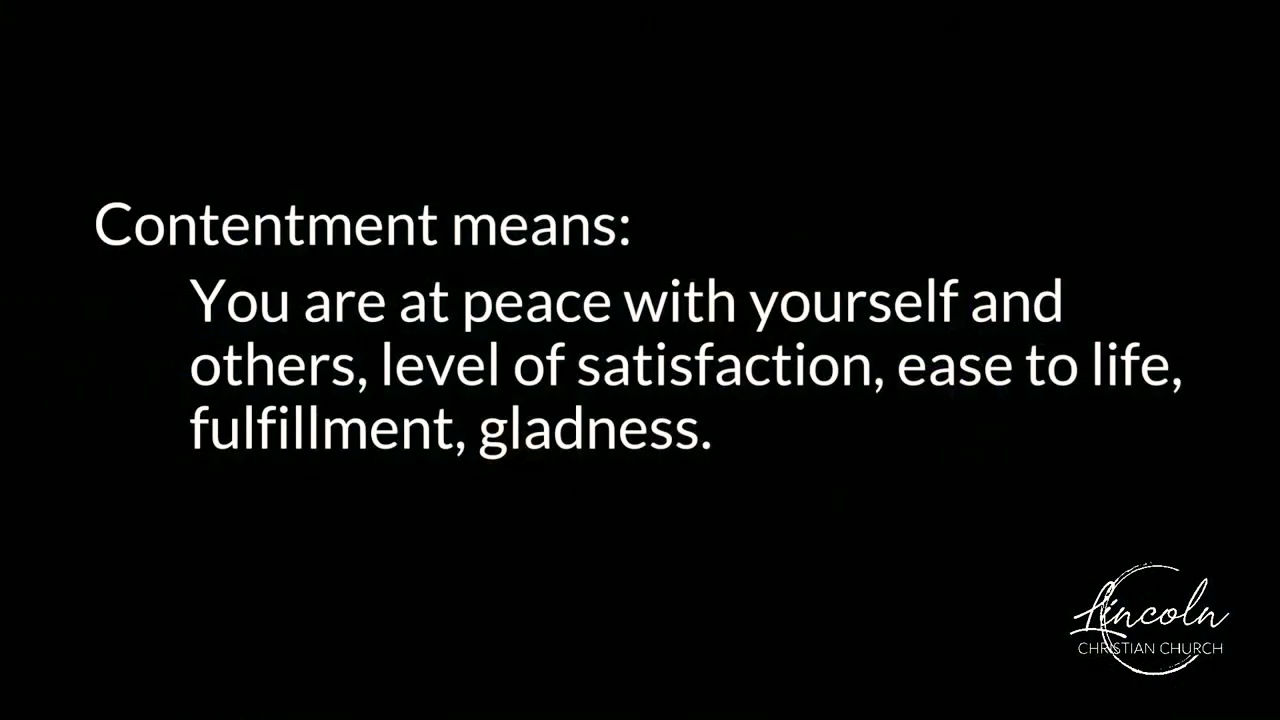 Contentment means:
You are at peace with yourself and
others, level of satisfaction, ease to life,
fulfillment, gladness.
Lincoln
CHRISTIAN CHURCH